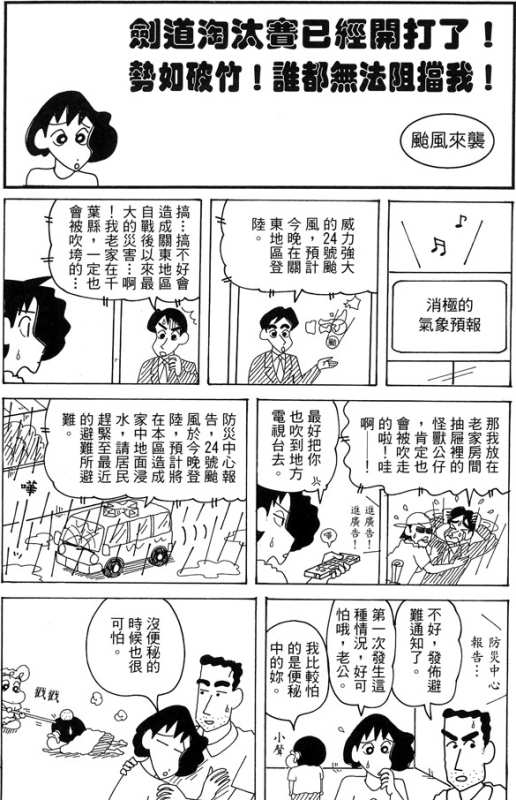 劍道淘汰賽已經開打了！
勢如破竹！誰都無法阻擋我！
颱風來襲
消極的
氣象預報
威力強大
的24號颱
風，預計
今晚在關
東地區登
陸。
颱
搞…搞不好會
造成關東地區
自戰後以來最
大的災害…啊
！我老家在千
葉縣，一定也
會被吹垮的…
那我放在
老家房間
抽屜裡的
怪獸公仔
，肯定也
會被吹走
的啦！哇
啊——！
進廣告！
進廣告！
最好把你
也吹到地方
電視台去。
嘩
防災中心報
告，24號颱
風於今晚登
陸，預計將
在本區造成
家中地面浸
水，請居民
趕緊至最近
的避難所避
難。
嘩
防災中心
報告…
不好，發佈避
難通知了。
第一次發生這
種情況，好可
怕哦，老公。
我比較怕
的是便秘
中的妳。
小聲
沒便秘的
時候也很
可怕。
戳戳